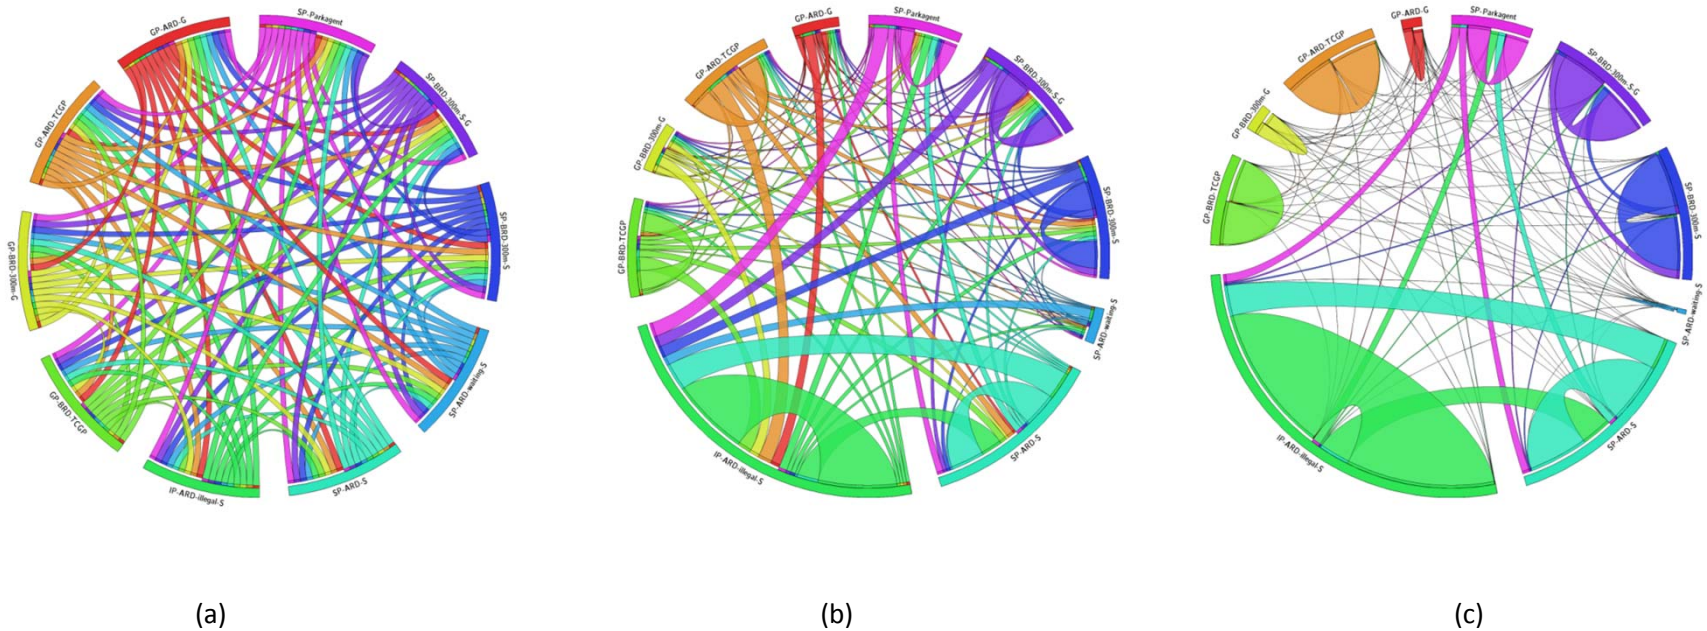 GP-ARD-G
SP-Parkagent
SP-BRD-300m-S-G
SP-BRD-300m-S
SP-ARD-waiting-S
SP-ARD-S
IP-ARD-illegal-S
GP-BRD-TCGP
GP-BRD-300m-G
GP-ARD-TCGP
(a)
GP-ARD-G
SP-Parkagent
SP-BRD-300m-S-G
SP-BRD-300m-S
SP-ARD-waiting-S
SP-ARD-S
IP-ARD-illegal-S
GP-BRD-TCGP
GP-BRD-300m-G
GP-ARD-TCGP
(b)
GP-ARD-G
SP-Parkagent
SP-BRD-300m-S-G
SP-BRD-300m-S
SP-ARD-waiting-S
SP-ARD-S
IP-ARD-illegal-S
GP-BRD-TCGP
GP-BRD-300m-G
GP-ARD-TCGP
(c)